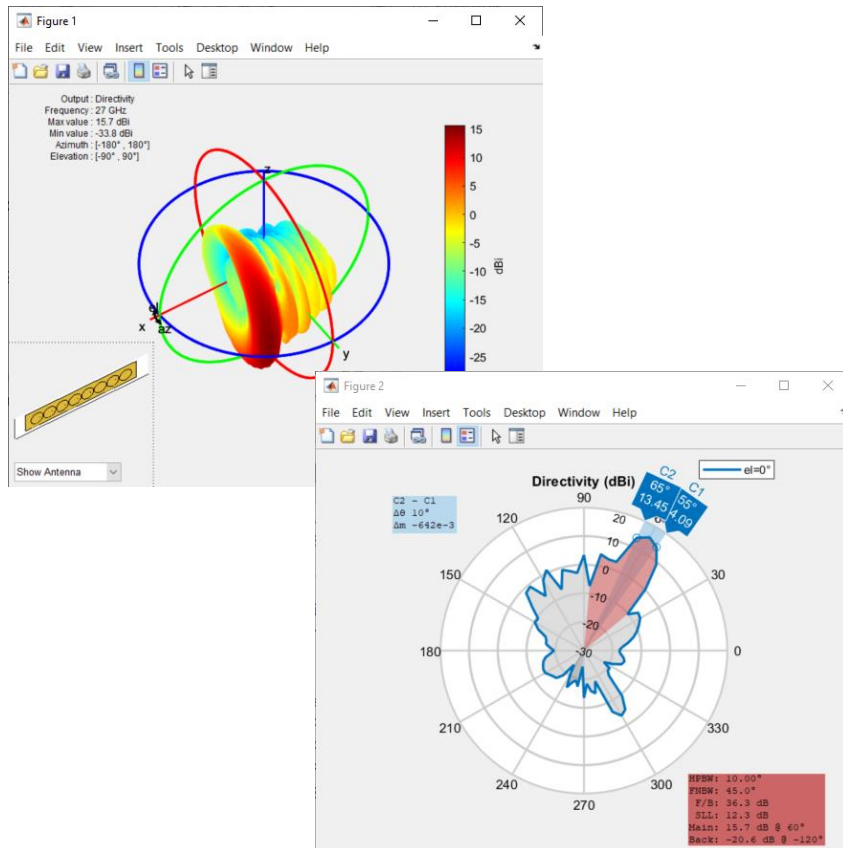 Figure 1
File Edit View Insert Tools Desktop Window Help
Output : Directivity
Frequency : 27 GHz
Max value : 15.7 dBi
Min value : -33.8 dBi
Azimuth : [-180° , 180°]
Elevation : [-90° , 90°]
z
x
az
el
y
15
10
5
0
-5
-10
-15
-20
-25
dBi
Show Antenna
Figure 2
File Edit View Insert Tools Desktop Window Help
Directivity (dBi)
el=0°
C2 - C1
Δθ 10°
Δm -642e-3
C2
65°
13.45
C1
55°
4.09
90
120
150
180
210
240
270
300
330
0
30
20
10
0
-10
-20
-30
HPBW: 10.00°
FNBW: 45.0°
F/B: 36.3 dB
SLL: 12.3 dB
Main: 15.7 dB @ 60°
Back: -20.6 dB @ -120°